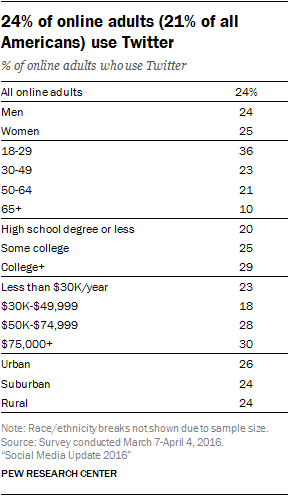 24% of online adults (21% of all
Americans) use Twitter
% of online adults who use Twitter
All online adults 24%
Men 24
Women 25
18-29 36
30-49 23
50-64 21
65+ 10
High school degree or less 20
Some college 25
College+ 29
Less than $30K/year 23
$30K-$49,999 18
$50K-$74,999 28
$75,000+ 30
Urban 26
Suburban 24
Rural 24
Note: Race/ethnicity breaks not shown due to sample size.
Source: Survey conducted March 7-April 4, 2016.
“Social Media Update 2016”
PEW RESEARCH CENTER